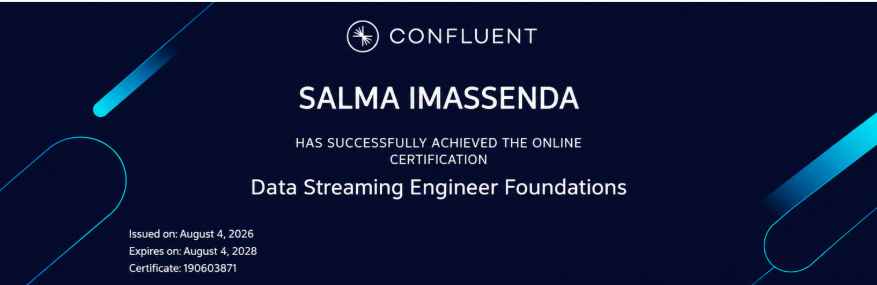 CONFLUENT
SALMA IMASSENDA
HAS SUCCESSFULLY ACHIEVED THE ONLINE
CERTIFICATION
Data Streaming Engineer Foundations
Issued on: August 4, 2026
Expires on: August 4, 2028
Certificate: 190603871